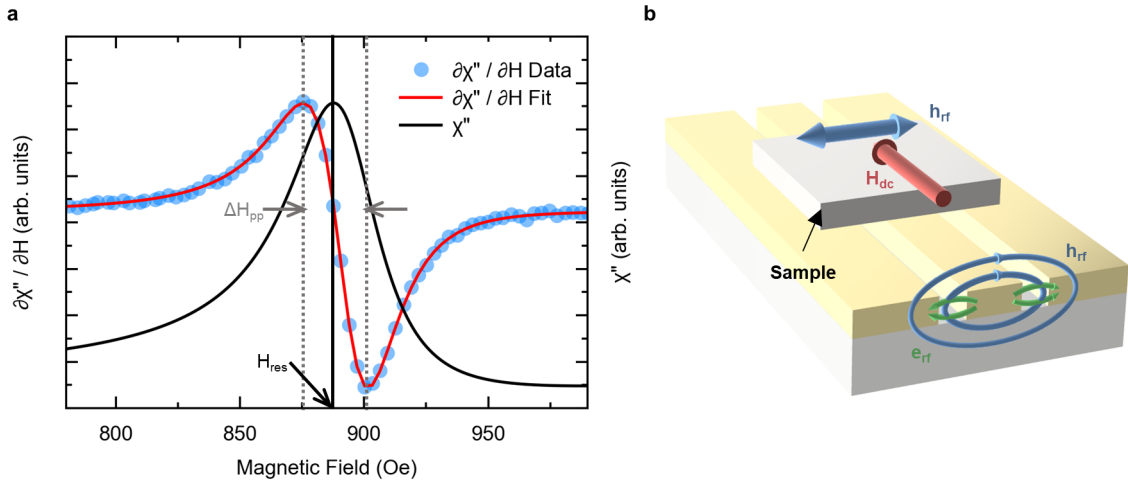 a
∂χ" / ∂H (arb. units)
∂χ" / ∂H Data
∂χ" / ∂H Fit
χ"
ΔHpp
Hres
800
850
900
950
Magnetic Field (Oe)
χ" (arb. units)
b
hrf
Hdc
Sample
hrf
erf